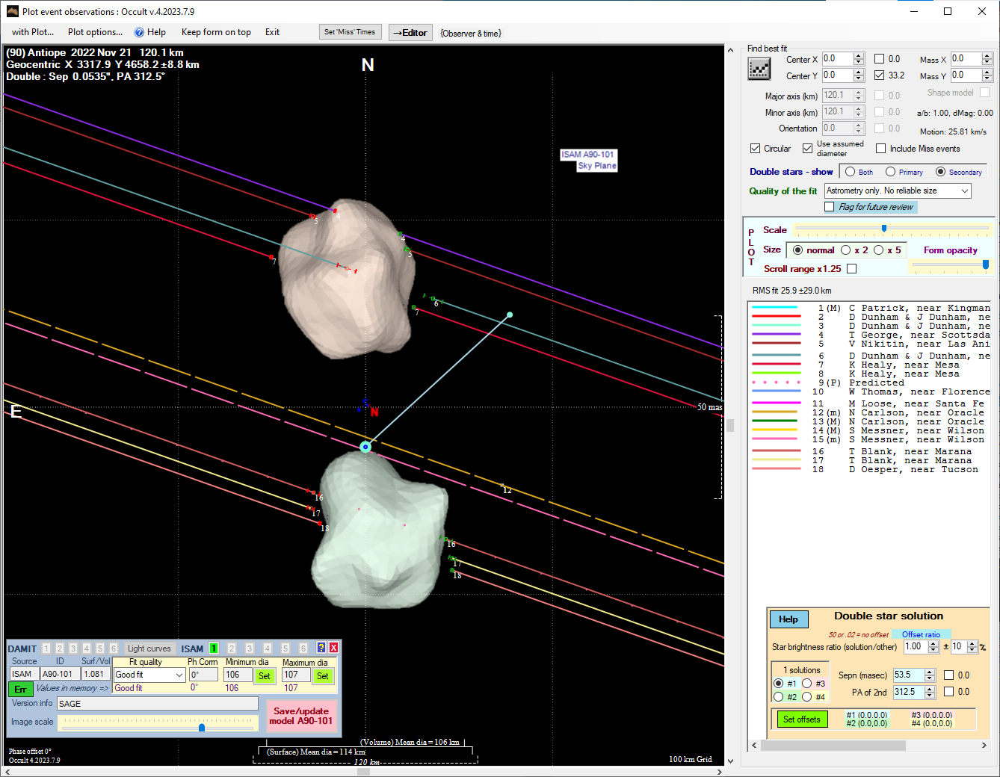 Plot event observations : Occult v.4.2023.7.9
with Plot... Plot options... Help Keep form on top Exit Set 'Miss' Times →Editor {Observer & time}
(90) Antiope 2022 Nov 21 120.1 km
Geocentric X 3317.9 Y 4658.2 ±8.8 km
Double : Sep 0.0535", PA 312.5°
N
ISAM A90-101
Sky Plane
4
5
7
6
4
5
6
7
E
N
50 mas
12
16
17
18
16
17
18
DAMIT 1 2 3 4 5 6 Light curves ISAM 1 2 3 4 5 6 ? X
Source ID Surf/Vol Fit quality Ph Corrn Minimum dia Maximum dia
ISAM A90-101 1.081 Good fit 0° 106 Set 107 Set
Err Values in memory => Good fit 0° 106 107
Version info SAGE
Image scale
Save/update
model A90-101
(Volume) Mean dia = 106 km
(Surface) Mean dia = 114 km
120 km
Phase offset 0°
Occult 4.2023.7.9
100 km Grid
Find best fit
Center X 0.0 0.0 Mass X 0.0
Center Y 0.0 33.2 Mass Y 0.0
Major axis (km) 120.1 0.0 Shape model
Minor axis (km) 120.1 0.0 a/b: 1.00, dMag: 0.00
Orientation 0.0 0.0 Motion: 25.81 km/s
Circular Use assumed diameter Include Miss events
Double stars - show Both Primary Secondary
Quality of the fit Astrometry only. No reliable size
Flag for future review
PLOT
Scale
Size normal x 2 x 5 Form opacity
Scroll range x1.25
RMS fit 25.9 ±29.0 km
1(M) C Patrick, near Kingman
2 D Dunham & J Dunham, ne
3 D Dunham & J Dunham, ne
4 T George, near Scottsda
5 V Nikitin, near Las Ani
6 D Dunham & J Dunham, ne
7 K Healy, near Mesa
8 K Healy, near Mesa
9(P) Predicted
10 W Thomas, near Florence
11 M Loose, near Santa Fe
12(m) N Carlson, near Oracle
13(M) N Carlson, near Oracle
14(M) S Messner, near Wilson
15(m) S Messner, near Wilson
16 T Blank, near Marana
17 T Blank, near Marana
18 D Oesper, near Tucson
Help Double star solution
50 or .02 = no offset Offset ratio
Star brightness ratio (solution/other) 1.00 ± 10 %
1 solutions
#1 #3
#2 #4
Sepn (masec) 53.5 0.0
PA of 2nd 312.5 0.0
Set offsets
#1 (0.0,0.0) #3 (0.0,0.0)
#2 (0.0,0.0) #4 (0.0,0.0)